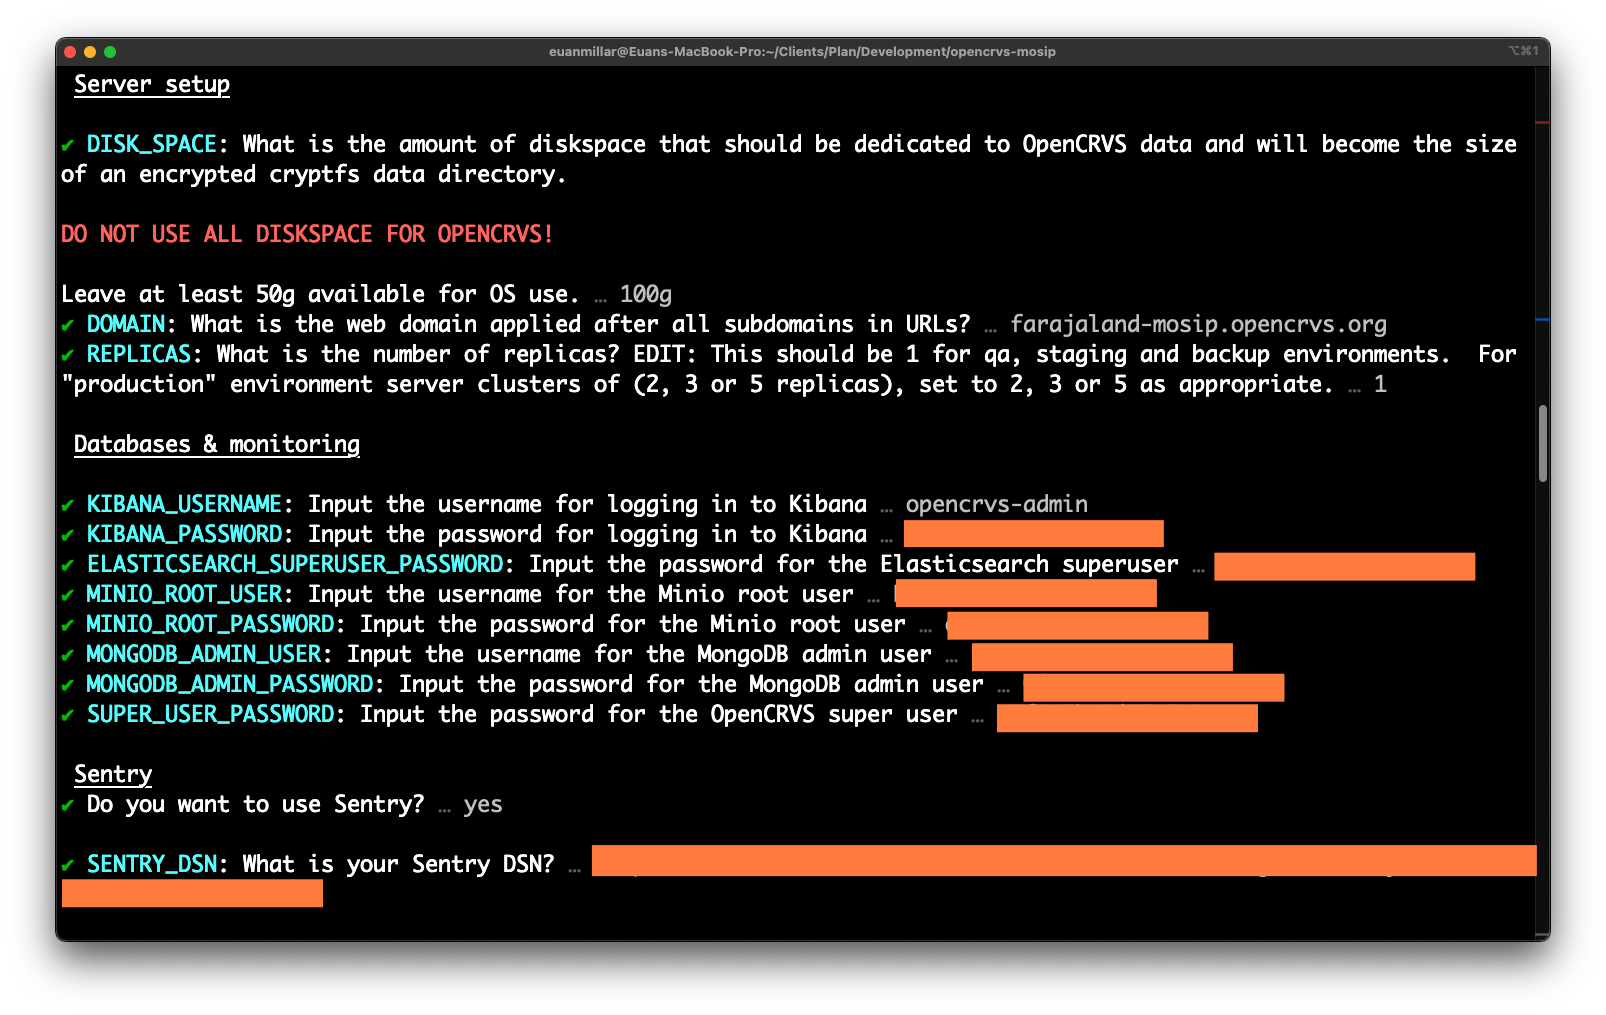 euanmillar@Euans-MacBook-Pro:~/Clients/Plan/Development/opencrvs-mosip
⌥⌘1
Server setup
✔ DISK_SPACE: What is the amount of diskspace that should be dedicated to OpenCRVS data and will become the size
of an encrypted cryptfs data directory.
DO NOT USE ALL DISKSPACE FOR OPENCRVS!
Leave at least 50g available for OS use. … 100g
✔ DOMAIN: What is the web domain applied after all subdomains in URLs? … farajaland-mosip.opencrvs.org
✔ REPLICAS: What is the number of replicas? EDIT: This should be 1 for qa, staging and backup environments.  For
"production" environment server clusters of (2, 3 or 5 replicas), set to 2, 3 or 5 as appropriate. … 1
Databases & monitoring
✔ KIBANA_USERNAME: Input the username for logging in to Kibana … opencrvs-admin
✔ KIBANA_PASSWORD: Input the password for logging in to Kibana …
✔ ELASTICSEARCH_SUPERUSER_PASSWORD: Input the password for the Elasticsearch superuser …
✔ MINIO_ROOT_USER: Input the username for the Minio root user …
✔ MINIO_ROOT_PASSWORD: Input the password for the Minio root user …
✔ MONGODB_ADMIN_USER: Input the username for the MongoDB admin user …
✔ MONGODB_ADMIN_PASSWORD: Input the password for the MongoDB admin user …
✔ SUPER_USER_PASSWORD: Input the password for the OpenCRVS super user …
Sentry
✔ Do you want to use Sentry? … yes
✔ SENTRY_DSN: What is your Sentry DSN? …